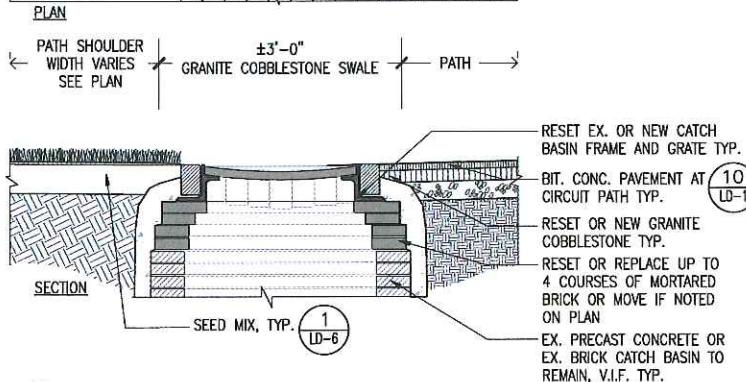 PLAN
PATH SHOULDER
WIDTH VARIES
SEE PLAN
±3'-0"
GRANITE COBBLESTONE SWALE
PATH
RESET EX. OR NEW CATCH
BASIN FRAME AND GRATE TYP.
BIT. CONC. PAVEMENT AT
CIRCUIT PATH TYP.
10
LD-1
RESET OR NEW GRANITE
COBBLESTONE TYP.
RESET OR REPLACE UP TO
4 COURSES OF MORTARED
BRICK OR MOVE IF NOTED
ON PLAN
EX. PRECAST CONCRETE OR
EX. BRICK CATCH BASIN TO
REMAIN, V.I.F. TYP.
SECTION
SEED MIX, TYP.
1
LD-6